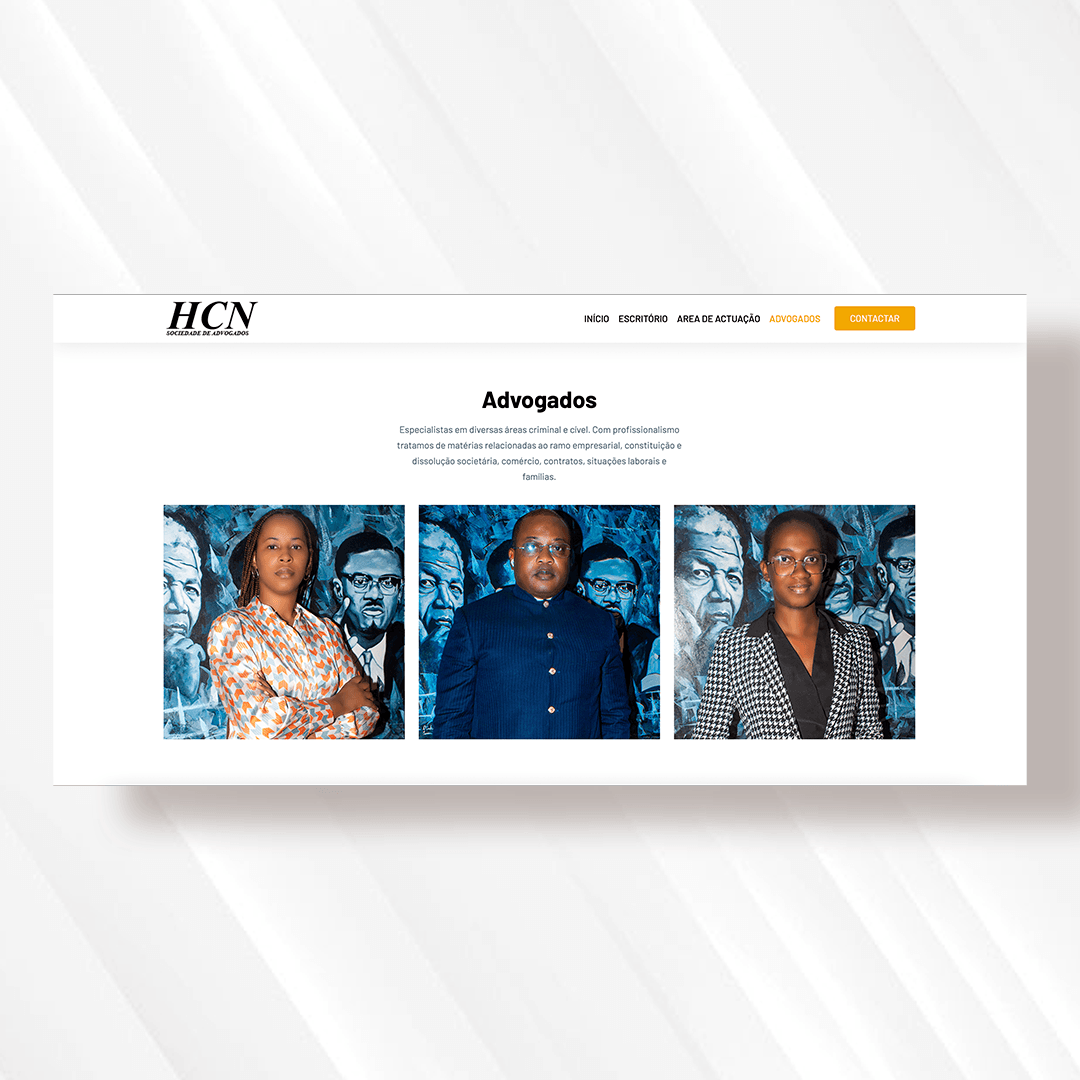 HCN
SOCIEDADE DE ADVOGADOS
INÍCIO ESCRITÓRIO AREA DE ACTUAÇÃO ADVOGADOS CONTACTAR
Advogados
Especialistas em diversas áreas criminal e cível. Com profissionalismo
tratamos de matérias relacionadas ao ramo empresarial, constituição e
dissolução societária, comércio, contratos, situações laborais e
famílias.